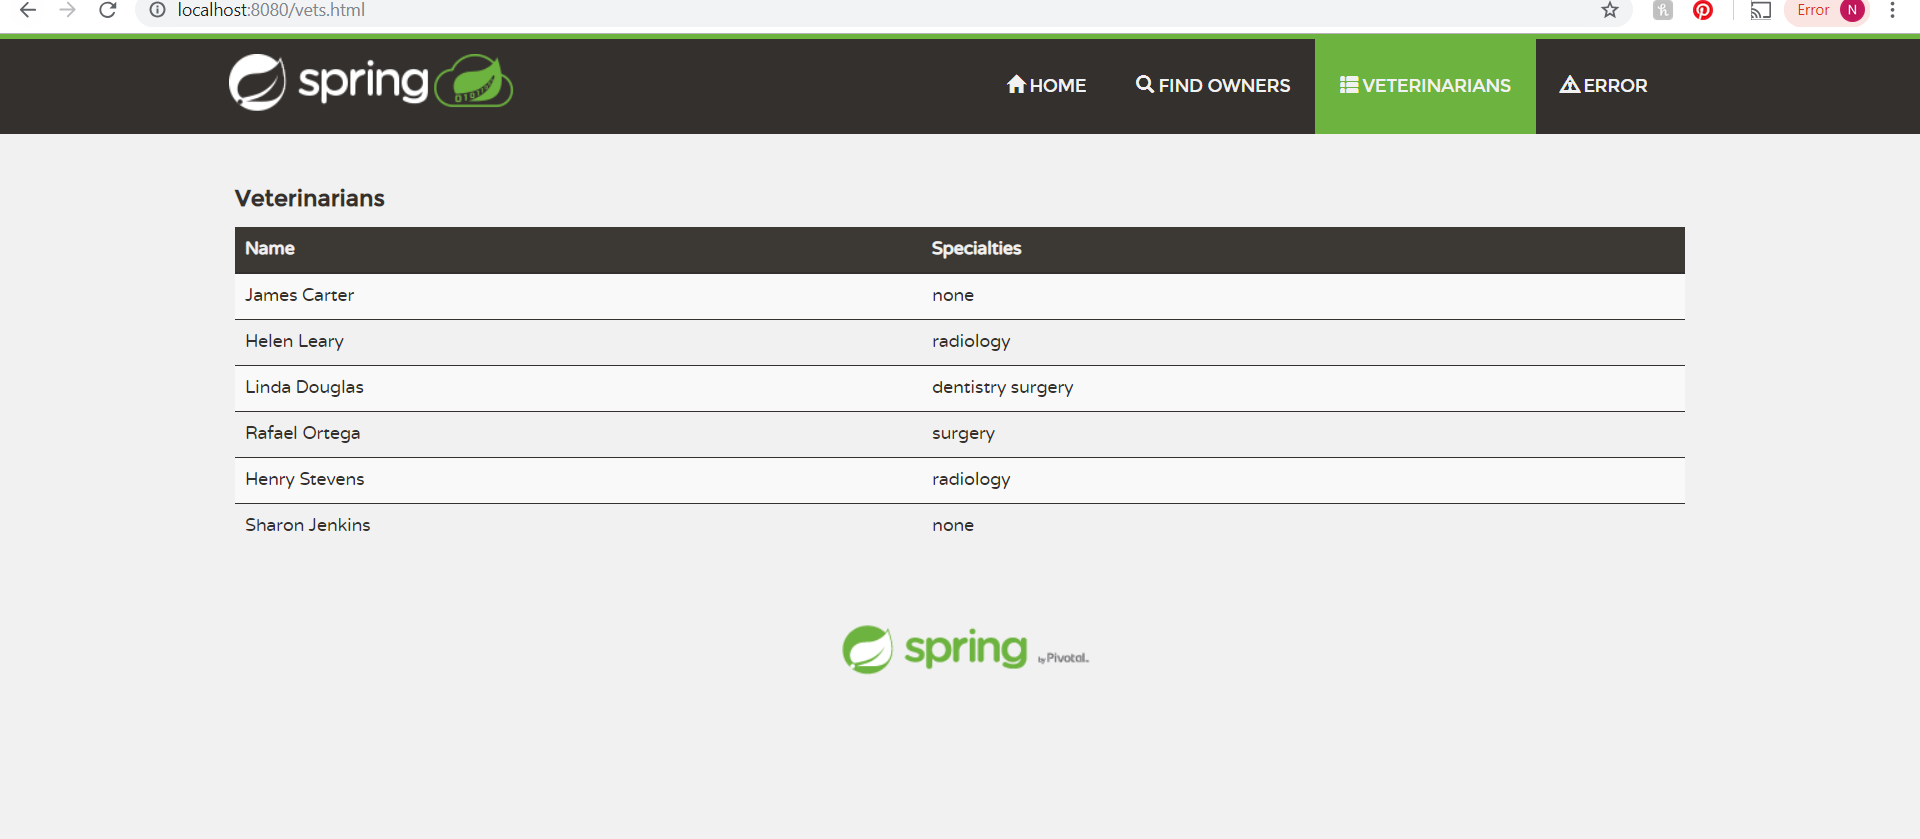 localhost:8080/vets.html
Error N
spring
HOME FIND OWNERS VETERINARIANS ERROR
Veterinarians
Name Specialties
James Carter none
Helen Leary radiology
Linda Douglas dentistry surgery
Rafael Ortega surgery
Henry Stevens radiology
Sharon Jenkins none
spring by Pivotal